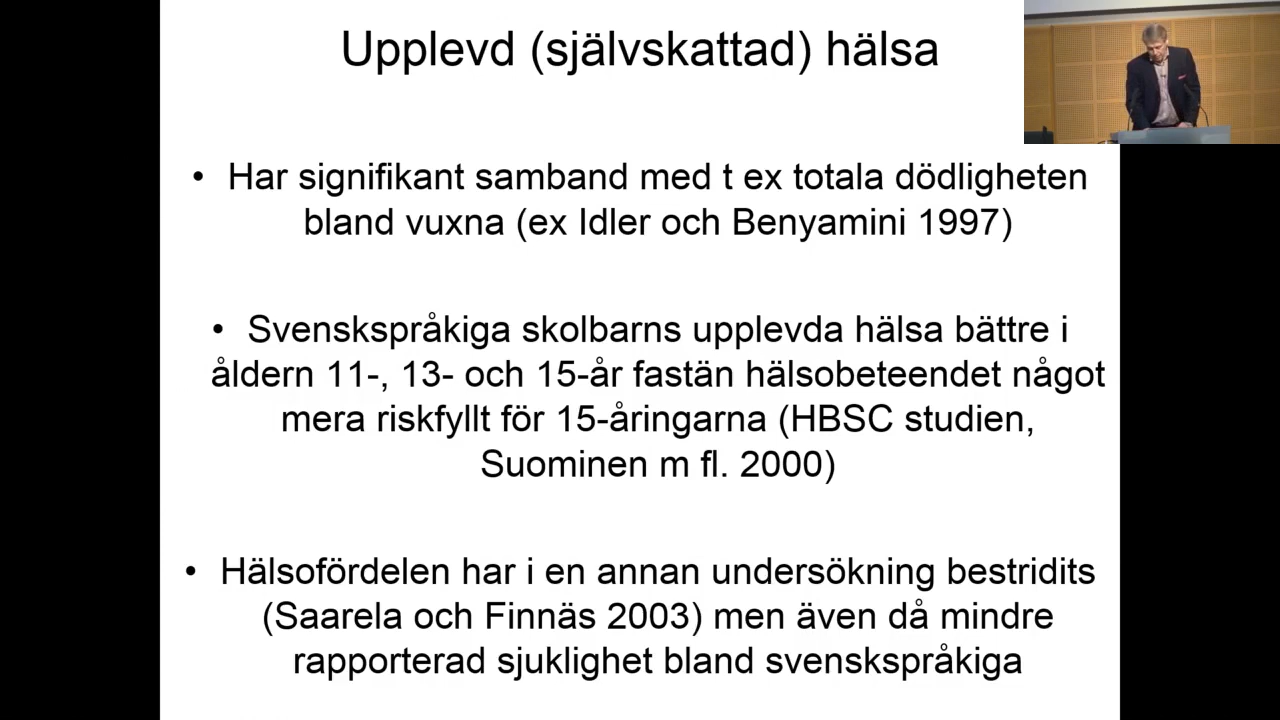 Upplevd (självskattad) hälsa
• Har signifikant samband med t ex totala dödligheten
bland vuxna (ex Idler och Benyamini 1997)
• Svenskspråkiga skolbarns upplevda hälsa bättre i
åldern 11-, 13- och 15-år fastän hälsobeteendet något
mera riskfyllt för 15-åringarna (HBSC studien,
Suominen m fl. 2000)
• Hälsofördelen har i en annan undersökning bestridits
(Saarela och Finnäs 2003) men även då mindre
rapporterad sjuklighet bland svenskspråkiga